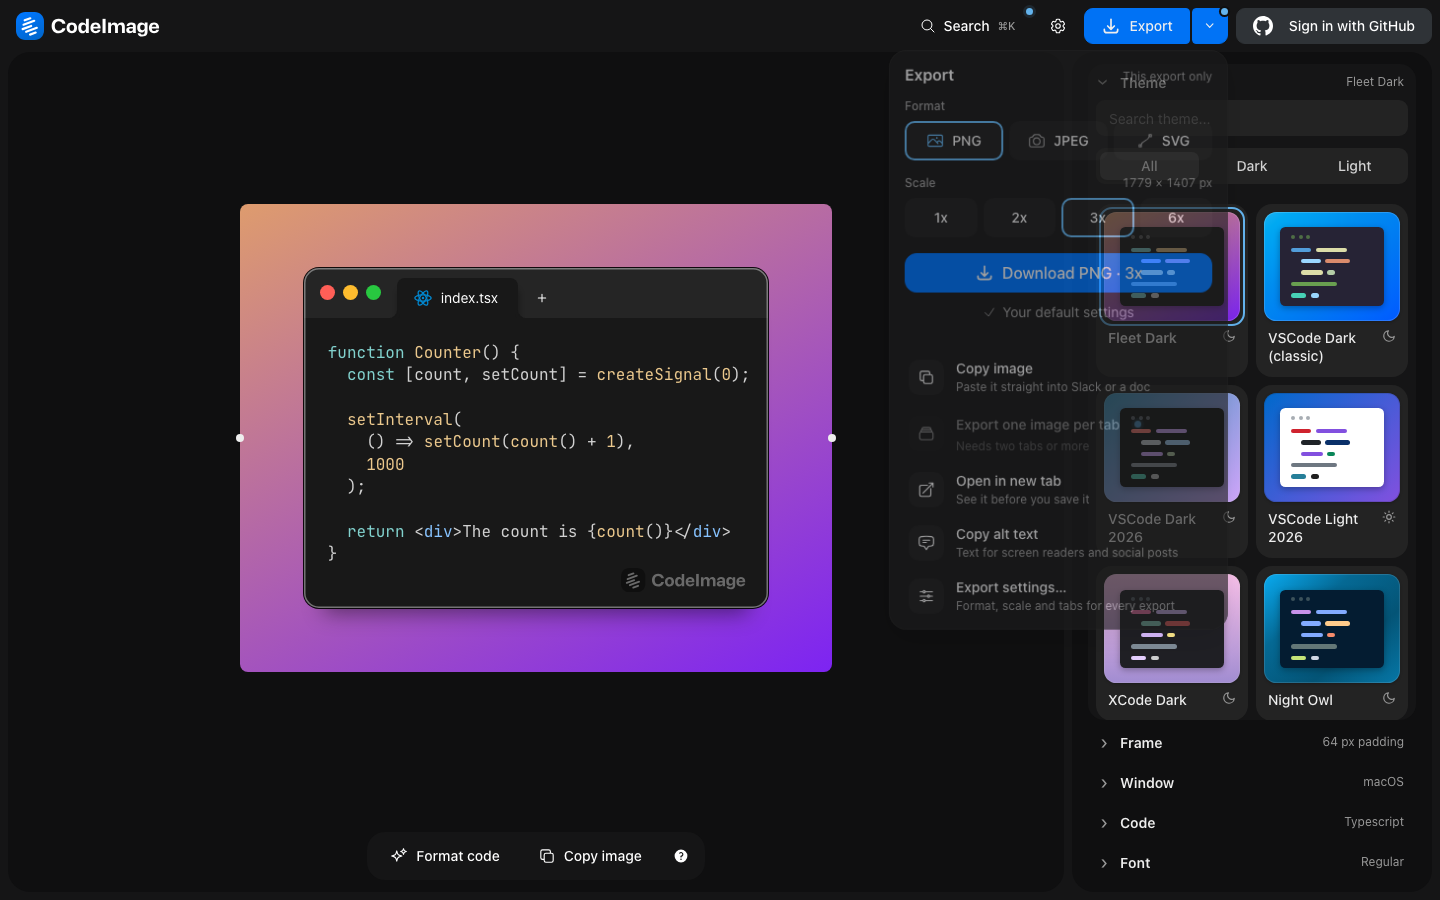 CodeImage
Search ⌘K
Export
Sign in with GitHub
Export
This export only
Format
PNG
JPEG
SVG
Scale
1779 × 1407 px
1x
2x
3x
6x
Download PNG · 3x
Your default settings
Copy image
Paste it straight into Slack or a doc
Export one image per tab
Needs two tabs or more
Open in new tab
See it before you save it
Copy alt text
Text for screen readers and social posts
Export settings...
Format, scale and tabs for every export
Theme
Fleet Dark
Search theme...
All
Dark
Light
Fleet Dark
VSCode Dark
(classic)
VSCode Dark
2026
VSCode Light
2026
XCode Dark
Night Owl
Frame
64 px padding
Window
macOS
Code
Typescript
Font
Regular
index.tsx
+
function Counter() {
  const [count, setCount] = createSignal(0);
  setInterval(
    () => setCount(count() + 1),
    1000
  );
  return <div>The count is {count()}</div>
}
CodeImage
Format code
Copy image
?